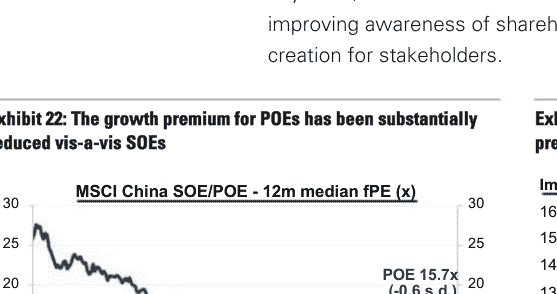 improving awareness of shareh
creation for stakeholders.
xhibit 22: The growth premium for POEs has been substantially
educed vis-a-vis SOEs
Exl
pre
MSCI China SOE/POE - 12m median fPE (x)
Im
30
30
16
25
25
15
POE 15.7x
14
20
(-0.6 s.d.)
20
13